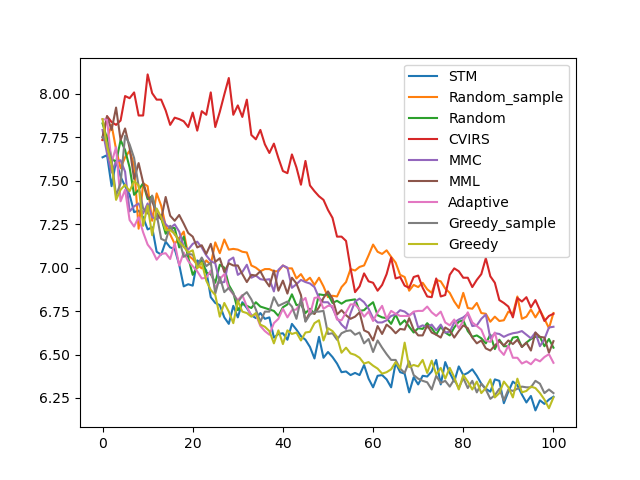 8.00
7.75
7.50
7.25
7.00
6.75
6.50
6.25
0
20
40
60
80
100
STM
Random_sample
Random
CVIRS
MMC
MML
Adaptive
Greedy_sample
Greedy